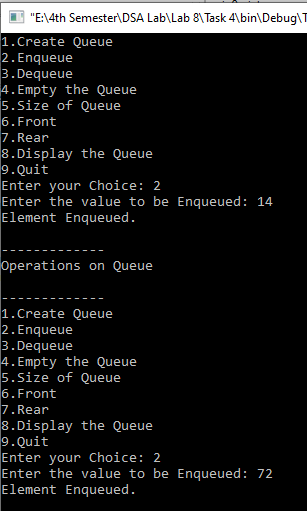 "E:\4th Semester\DSA Lab\Lab 8\Task 4\bin\Debug\T
1.Create Queue
2.Enqueue
3.Dequeue
4.Empty the Queue
5.Size of Queue
6.Front
7.Rear
8.Display the Queue
9.Quit
Enter your Choice: 2
Enter the value to be Enqueued: 14
Element Enqueued.
-------------
Operations on Queue
-------------
1.Create Queue
2.Enqueue
3.Dequeue
4.Empty the Queue
5.Size of Queue
6.Front
7.Rear
8.Display the Queue
9.Quit
Enter your Choice: 2
Enter the value to be Enqueued: 72
Element Enqueued.